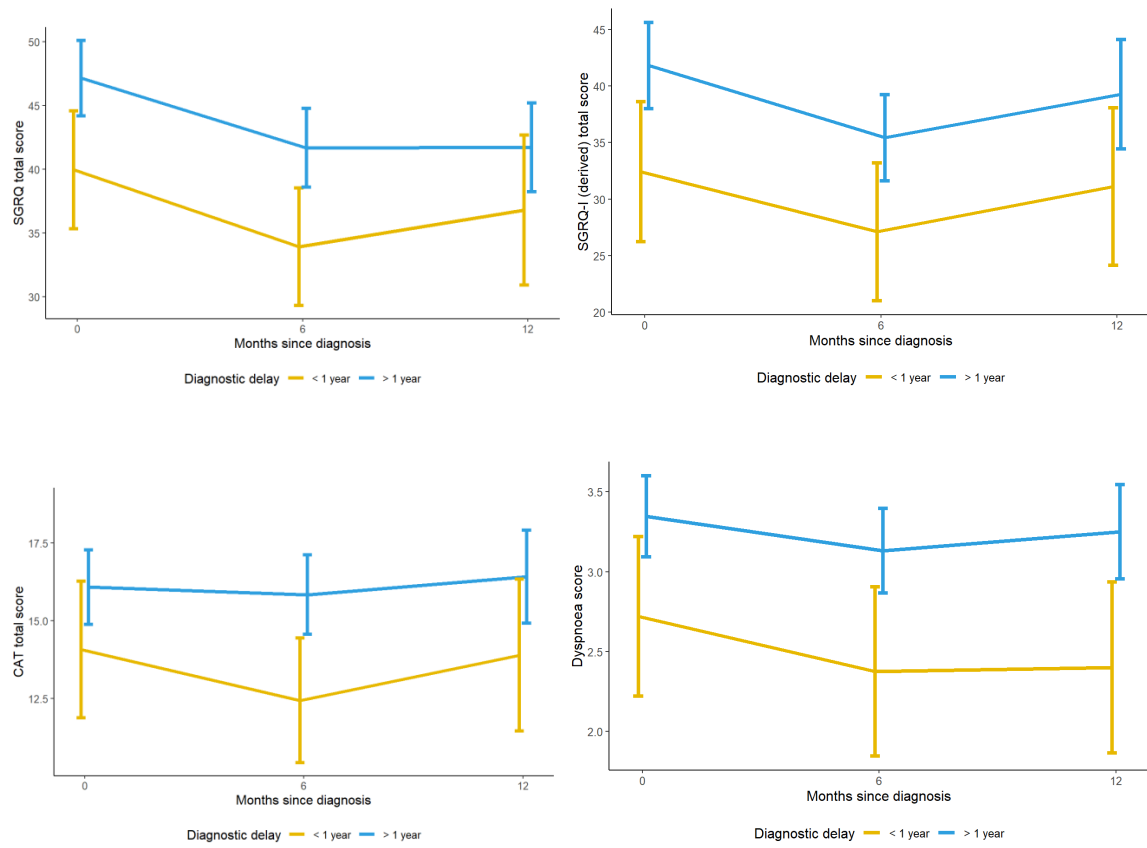 SGRQ total score
50
45
40
35
30
0
6
12
Months since diagnosis
Diagnostic delay < 1 year > 1 year
SGRQ-I (derived) total score
45
40
35
30
25
20
0
6
12
Months since diagnosis
Diagnostic delay < 1 year > 1 year
CAT total score
17.5
15.0
12.5
0
6
12
Months since diagnosis
Diagnostic delay < 1 year > 1 year
Dyspnoea score
3.5
3.0
2.5
2.0
0
6
12
Months since diagnosis
Diagnostic delay < 1 year > 1 year